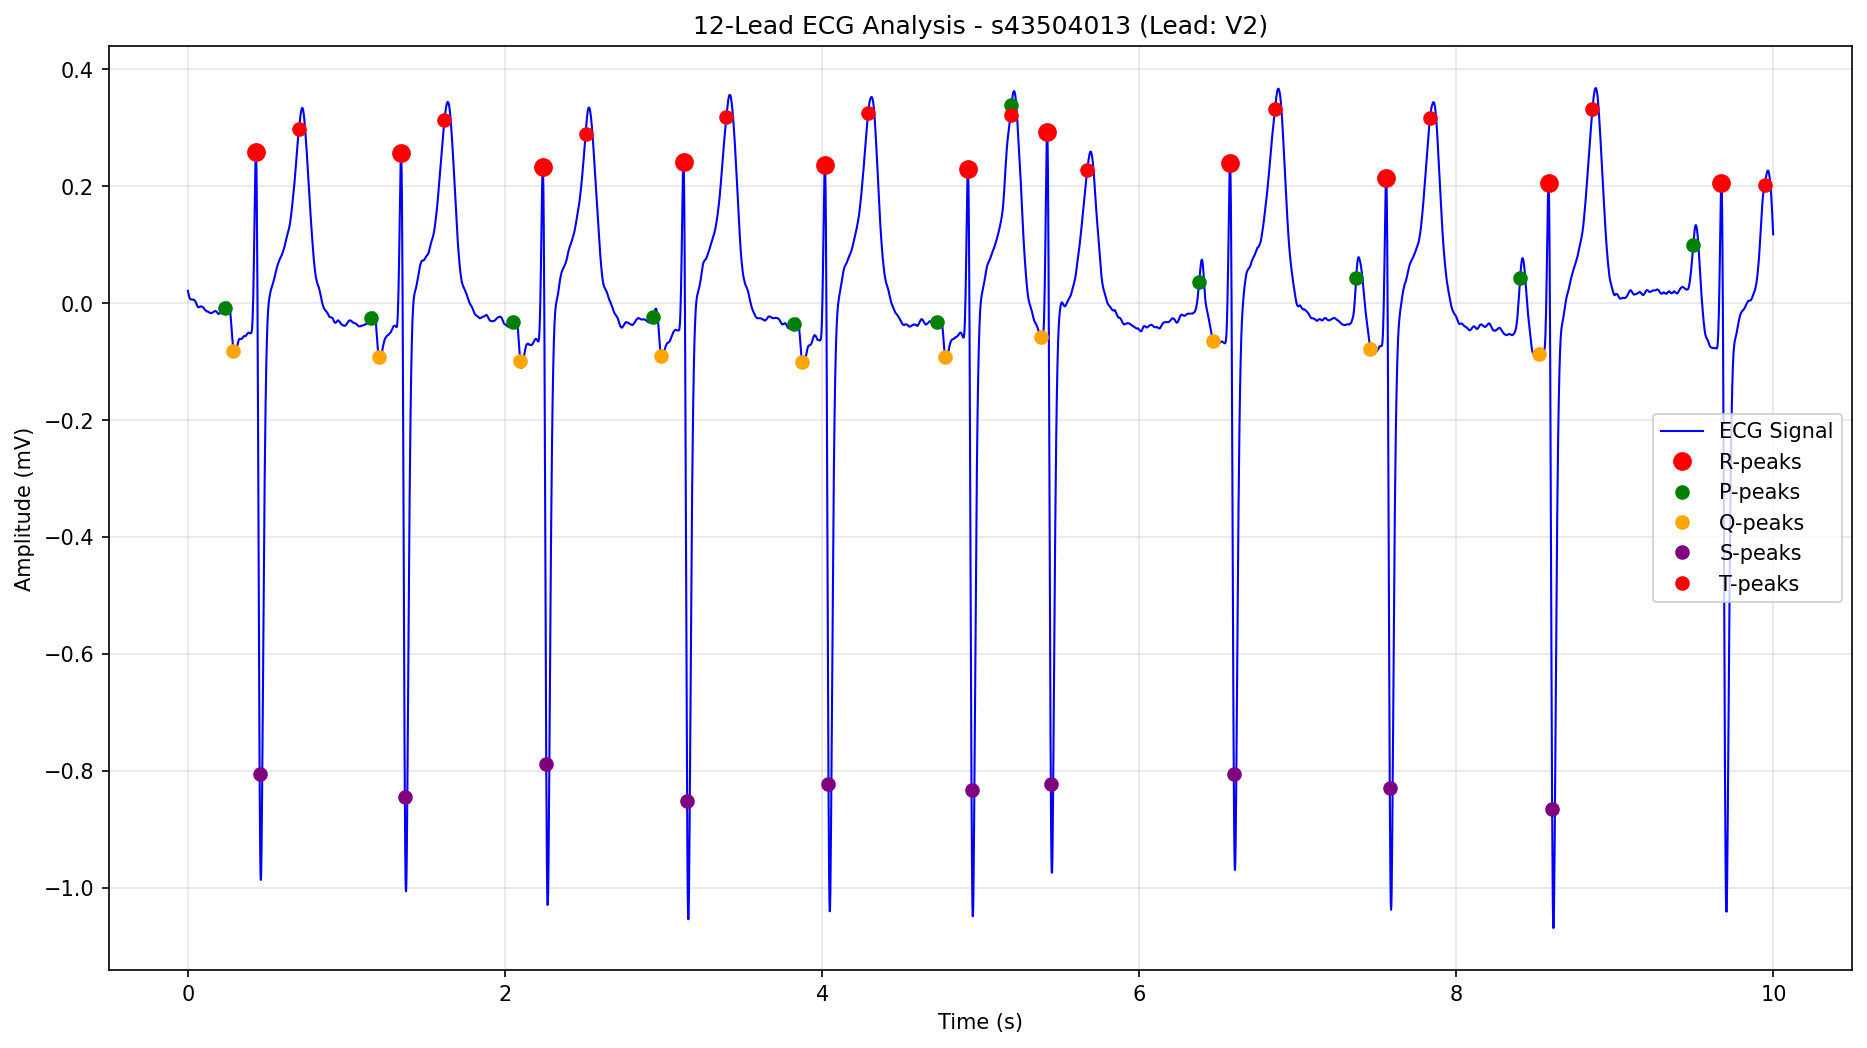 12-Lead ECG Analysis - s43504013 (Lead: V2)
0.4
0.2
0.0
−0.2
−0.4
−0.6
−0.8
−1.0
Amplitude (mV)
ECG Signal
R-peaks
P-peaks
Q-peaks
S-peaks
T-peaks
0 2 4 6 8 10
Time (s)